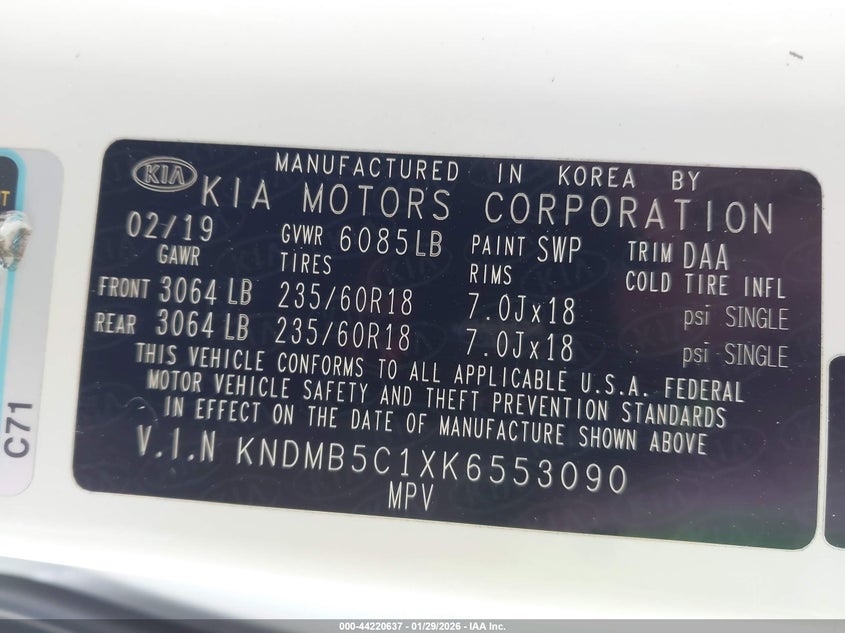 KIA
MANUFACTURED IN KOREA BY
KIA MOTORS CORPORATION
02/19 GVWR 6085LB PAINT SWP TRIM DAA
GAWR TIRES RIMS COLD TIRE INFL
FRONT 3064 LB 235/60R18 7.0Jx18 psi SINGLE
REAR 3064 LB 235/60R18 7.0Jx18 psi SINGLE
THIS VEHICLE CONFORMS TO ALL APPLICABLE U.S.A. FEDERAL
MOTOR VEHICLE SAFETY AND THEFT PREVENTION STANDARDS
IN EFFECT ON THE DATE OF MANUFACTURE SHOWN ABOVE
V.I.N KNDMB5C1XK6553090
MPV
C71
000-44220637 - 01/29/2026 - IAA Inc.